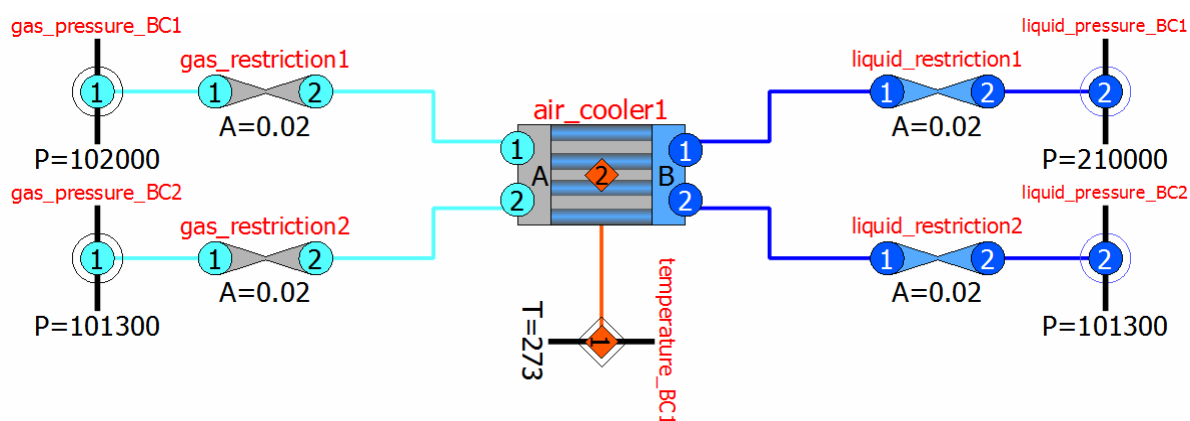 gas_pressure_BC1
1
P=102000
gas_restriction1
1
2
A=0.02
air_cooler1
1
2
A
2
B
1
2
liquid_restriction1
1
2
A=0.02
liquid_pressure_BC1
2
P=210000
gas_pressure_BC2
1
P=101300
gas_restriction2
1
2
A=0.02
T=273
1
temperature_BC1
liquid_restriction2
1
2
A=0.02
liquid_pressure_BC2
2
P=101300